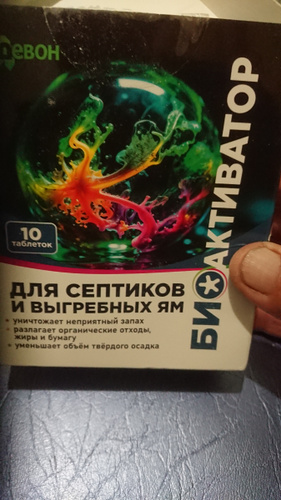 ДЕВОН
БИОАКТИВАТОР
10
таблеток
ДЛЯ СЕПТИКОВ
И ВЫГРЕБНЫХ ЯМ
• уничтожает неприятный запах
• разлагает органические отходы,
жиры и бумагу
• уменьшает объём твёрдого осадка